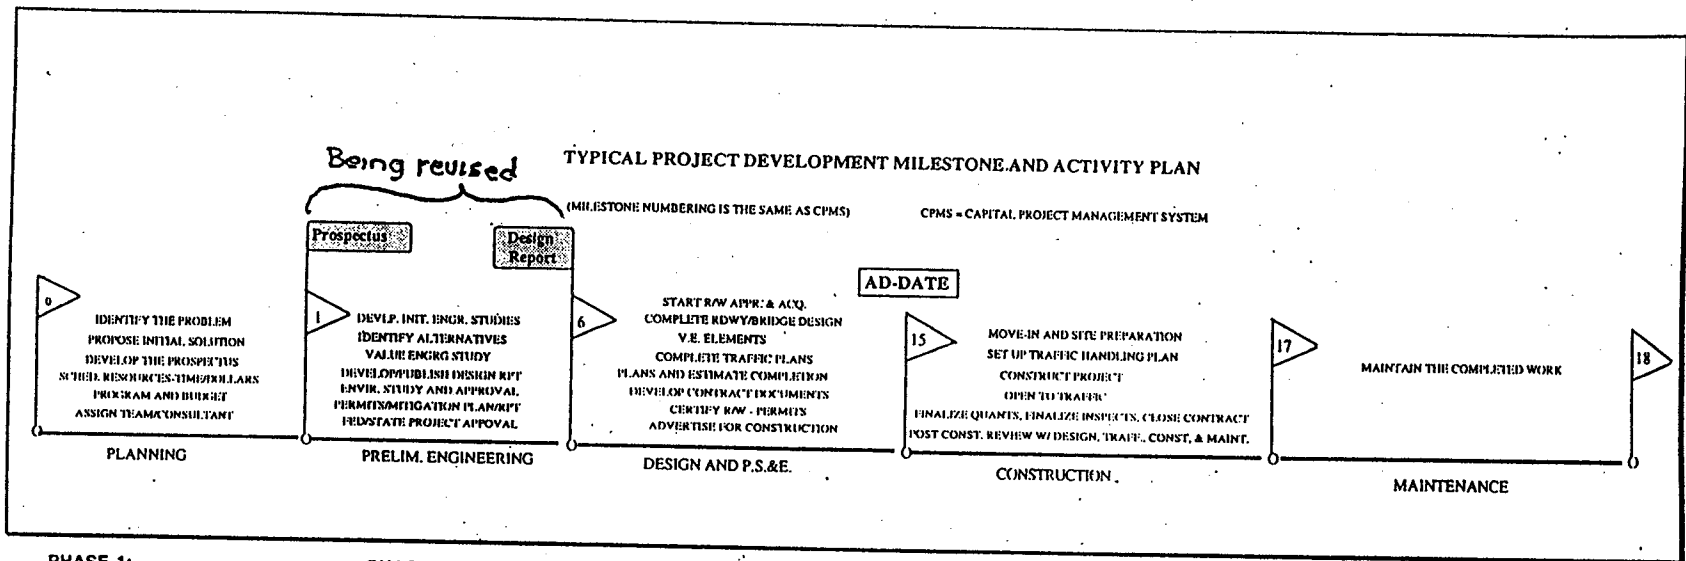 Being revised
TYPICAL PROJECT DEVELOPMENT MILESTONE AND ACTIVITY PLAN
(MILESTONE NUMBERING IS THE SAME AS CPMS)
CPMS = CAPITAL PROJECT MANAGEMENT SYSTEM
Prospectus
Design
Report
AD-DATE
0
IDENTIFY THE PROBLEM
PROPOSE INITIAL SOLUTION
DEVELOP THE PROSPECTUS
SCHED. RESOURCES-TIME/DOLLARS
PROGRAM AND BUDGET
ASSIGN TEAM/CONSULTANT
PLANNING
1
DEVLP. INIT. ENGR. STUDIES
IDENTIFY ALTERNATIVES
VALUE ENGRG STUDY
DEVELOP/PUBLISH DESIGN RPT
ENVIR. STUDY AND APPROVAL
PERMITS/MITIGATION PLAN/RPT
FED/STATE PROJECT APPOVAL
PRELIM. ENGINEERING
6
START R/W APPR. & ACQ.
COMPLETE RDWY/BRIDGE DESIGN
V.E. ELEMENTS
COMPLETE TRAFFIC PLANS
PLANS AND ESTIMATE COMPLETION
DEVELOP CONTRACT DOCUMENTS
CERTIFY R/W - PERMITS
ADVERTISE FOR CONSTRUCTION
DESIGN AND P.S.&E.
15
MOVE-IN AND SITE PREPARATION
SET UP TRAFFIC HANDLING PLAN
CONSTRUCT PROJECT
OPEN TO TRAFFIC
FINALIZE QUANTS, FINALIZE INSPECTS, CLOSE CONTRACT
POST CONST. REVIEW W/ DESIGN, TRAFF., CONST, & MAINT.
CONSTRUCTION
17
MAINTAIN THE COMPLETED WORK
MAINTENANCE
18
PHASE 1: